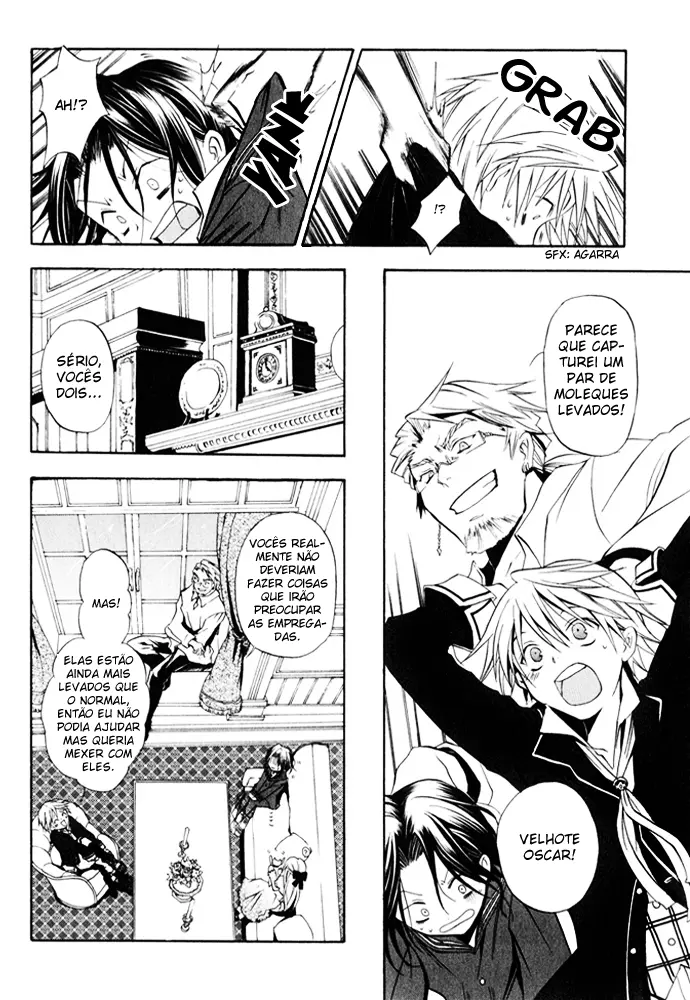 GRAB
!?
SFX: AGARRA
YANK
AH!?
PARECE
QUE CAP-
TUREI UM
PAR DE
MOLEQUES
LEVADOS!
VELHOTE
OSCAR!
SÉRIO,
VOCÊS
DOIS...
VOCÊS REAL-
MENTE NÃO
DEVERIAM
FAZER COISAS
QUE IRÃO
PREOCUPAR
AS EMPREGA-
DAS.
MAS!
ELAS ESTÃO
AINDA MAIS
LEVADOS QUE
O NORMAL,
ENTÃO EU NÃO
PODIA AJUDAR
MAS QUERIA
MEXER COM
ELES.